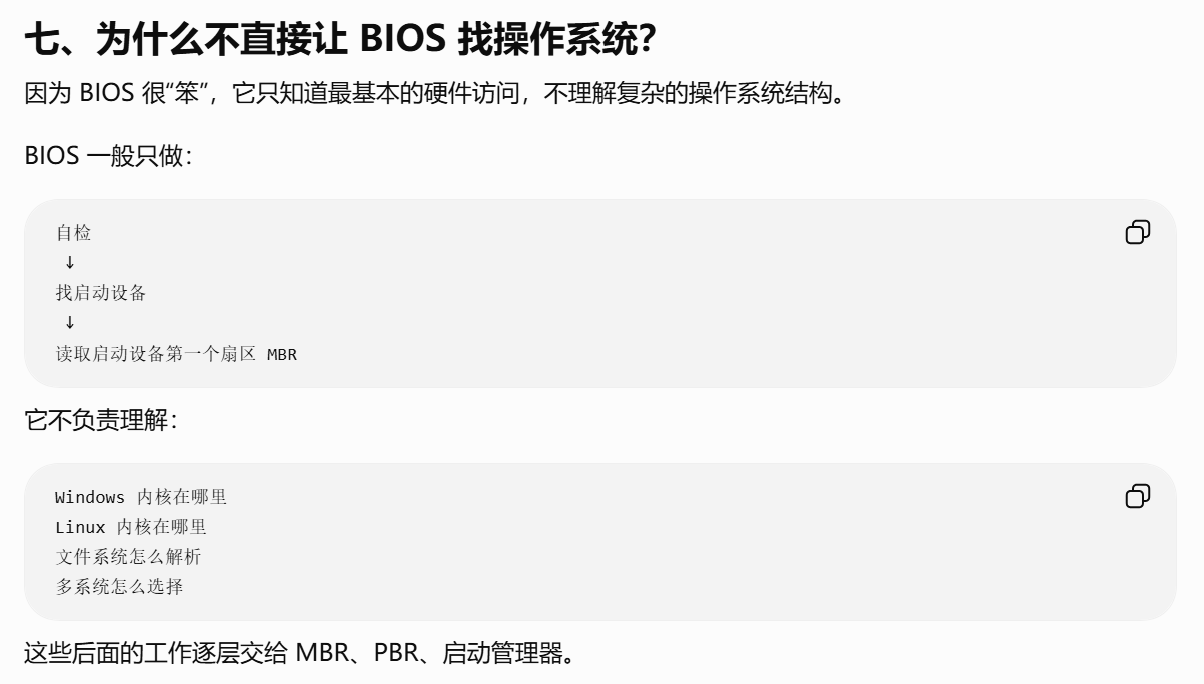 七、为什么不直接让 BIOS 找操作系统？
因为 BIOS 很“笨”，它只知道最基本的硬件访问，不理解复杂的操作系统结构。
BIOS 一般只做：
自检
↓
找启动设备
↓
读取启动设备第一个扇区 MBR
它不负责理解：
Windows 内核在哪里
Linux 内核在哪里
文件系统怎么解析
多系统怎么选择
这些后面的工作逐层交给 MBR、PBR、启动管理器。